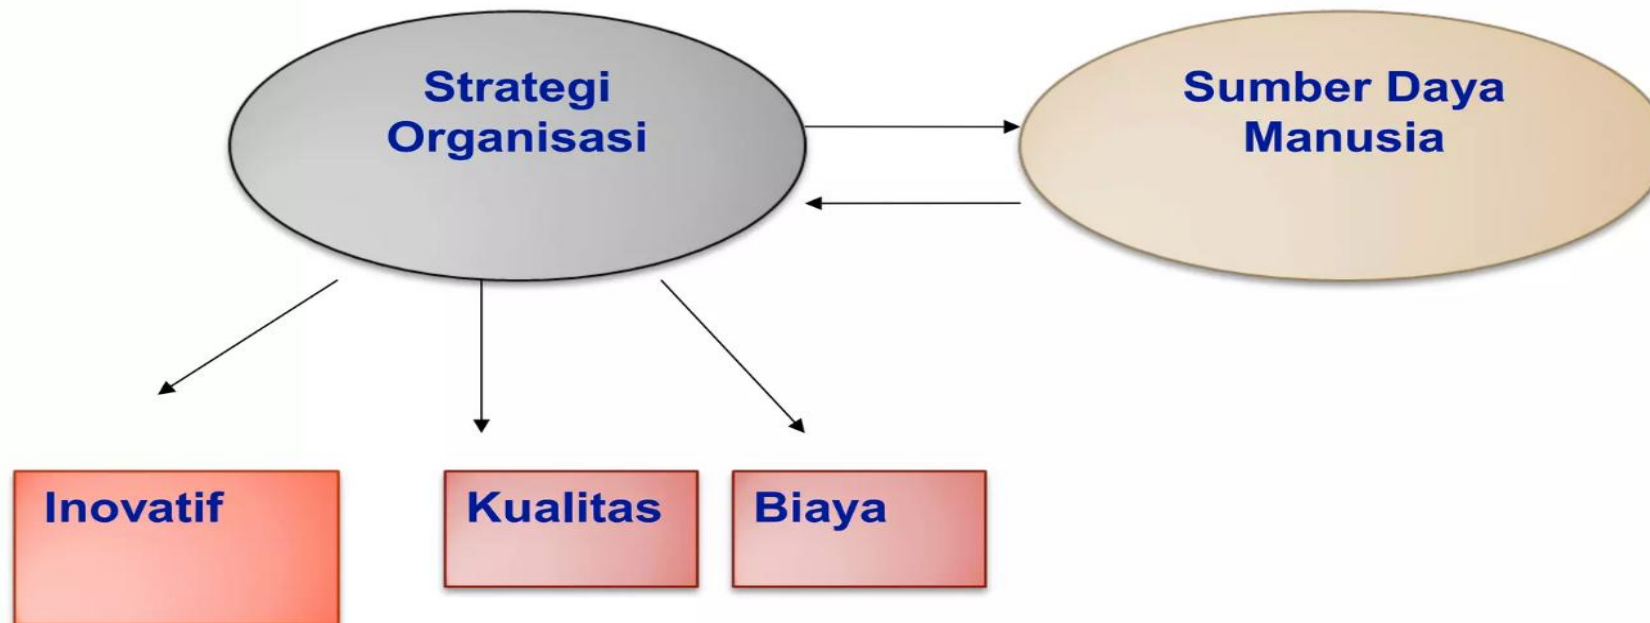 Strategi
Organisasi
Sumber Daya
Manusia
Inovatif
Kualitas
Biaya